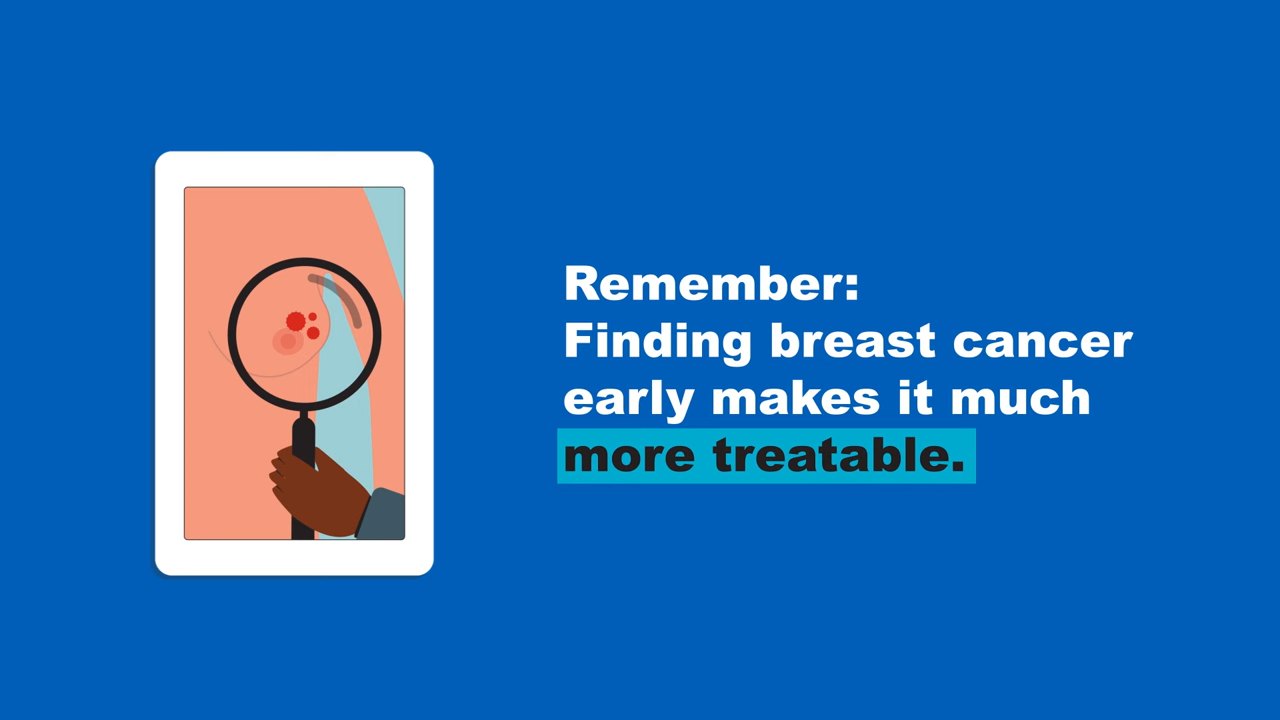 Remember:
Finding breast cancer
early makes it much
more treatable.